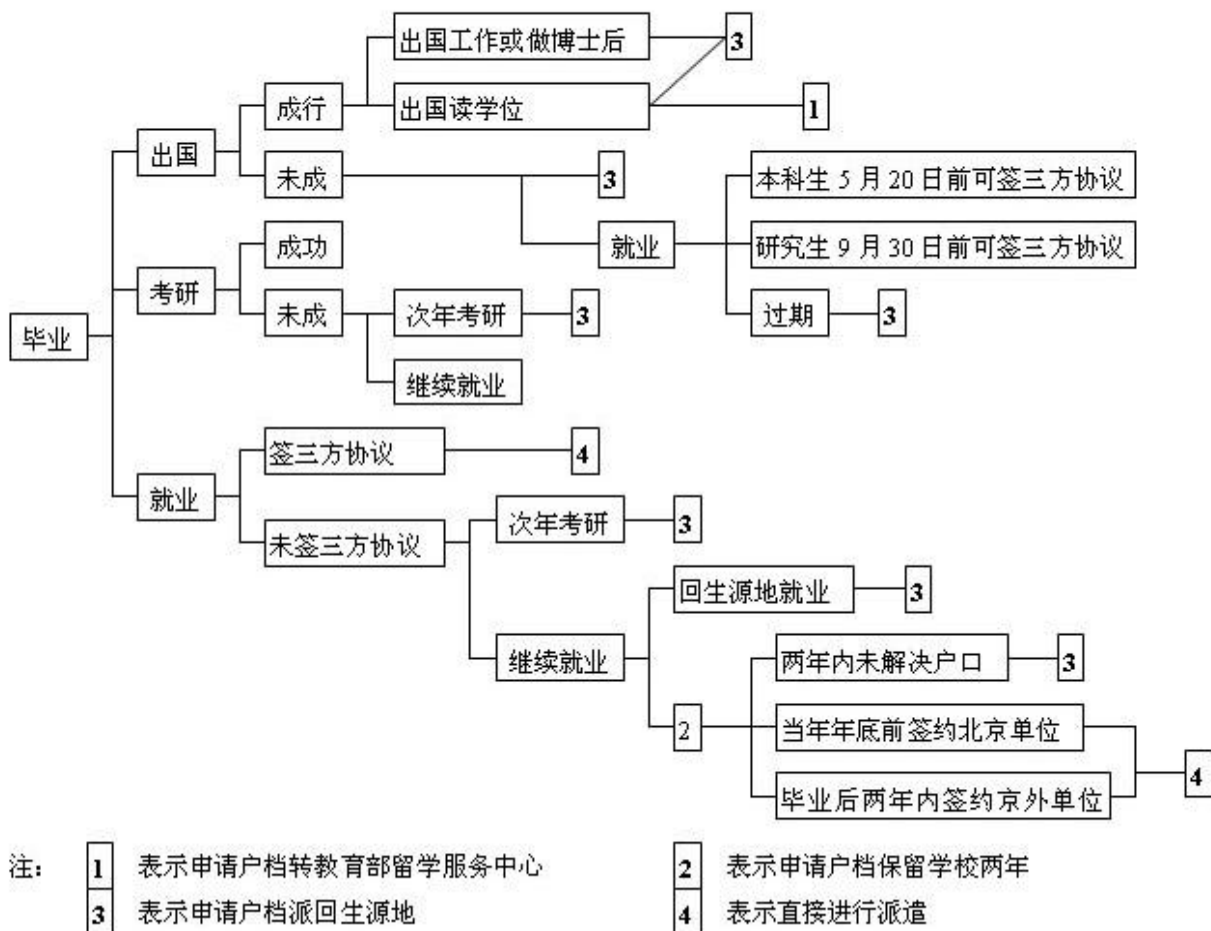 出国工作或做博士后
3
成行
出国读学位
1
出国
未成
3
本科生 5 月 20 日前可签三方协议
成功
就业
研究生 9 月 30 日前可签三方协议
考研
未成
次年考研
3
过期
3
毕业
继续就业
签三方协议
4
就业
次年考研
3
未签三方协议
回生源地就业
3
继续就业
两年内未解决户口
3
2
当年年底前签约北京单位
4
毕业后两年内签约京外单位
注:
1 表示申请户档转教育部留学服务中心
2 表示申请户档保留学校两年
3 表示申请户档派回生源地
4 表示直接进行派遣